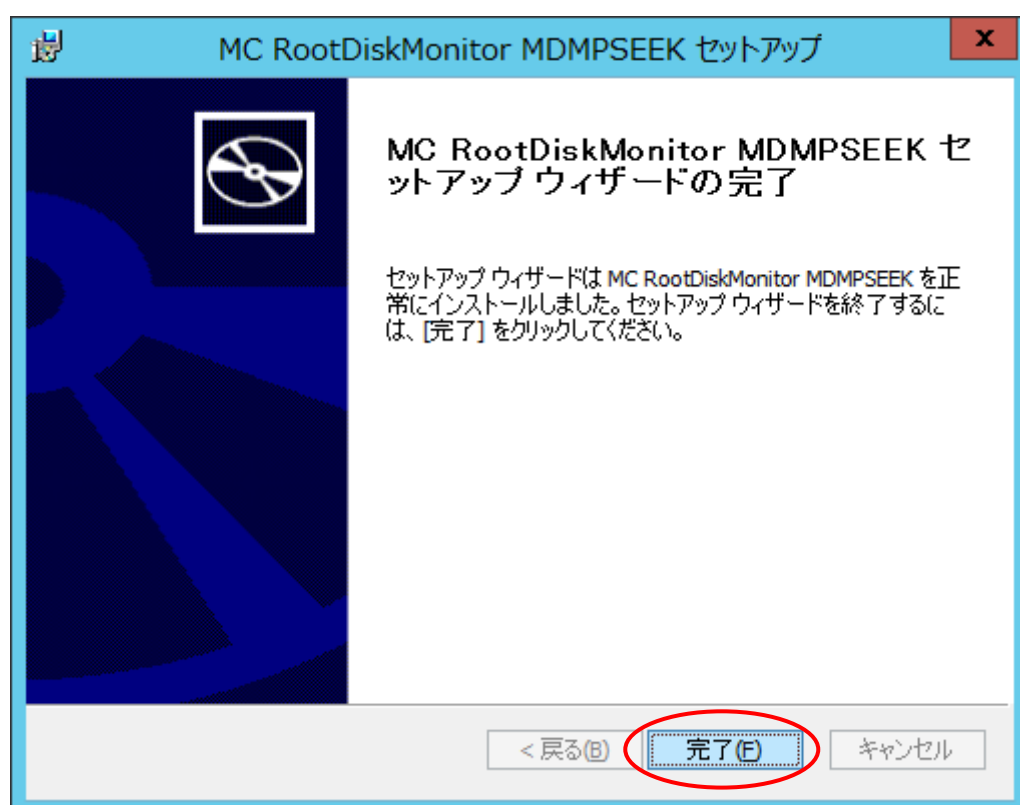 MC RootDiskMonitor MDMPSEEK セットアップ
x
MC RootDiskMonitor MDMPSEEK セ
ットアップ ウィザードの完了
セットアップ ウィザードは MC RootDiskMonitor MDMPSEEK を正
常にインストールしました。セットアップ ウィザードを終了するに
は、[完了] をクリックしてください。
< 戻る(B)
完了(F)
キャンセル